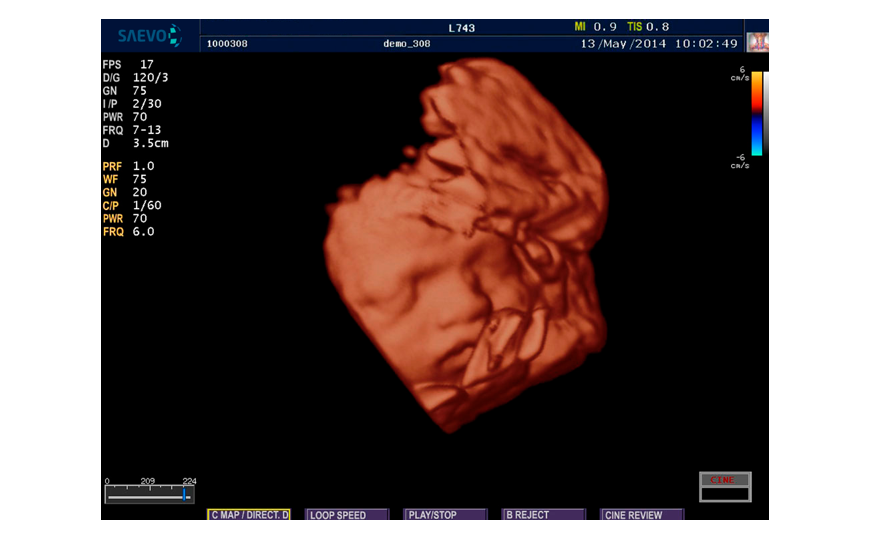 SAEVO
L743
MI 0.9 TIS 0.8
1000308 demo_308 13/May/2014 10:02:49
FPS 17
D/G 120/3
GN 75
I/P 2/30
PWR 70
FRQ 7-13
D 3.5cm
PRF 1.0
WF 75
GN 20
C/P 1/60
PWR 70
FRQ 6.0
6
cm/s
-6
cm/s
0 209 224
CINE
C MAP / DIRECT. D LOOP SPEED PLAY/STOP B REJECT CINE REVIEW